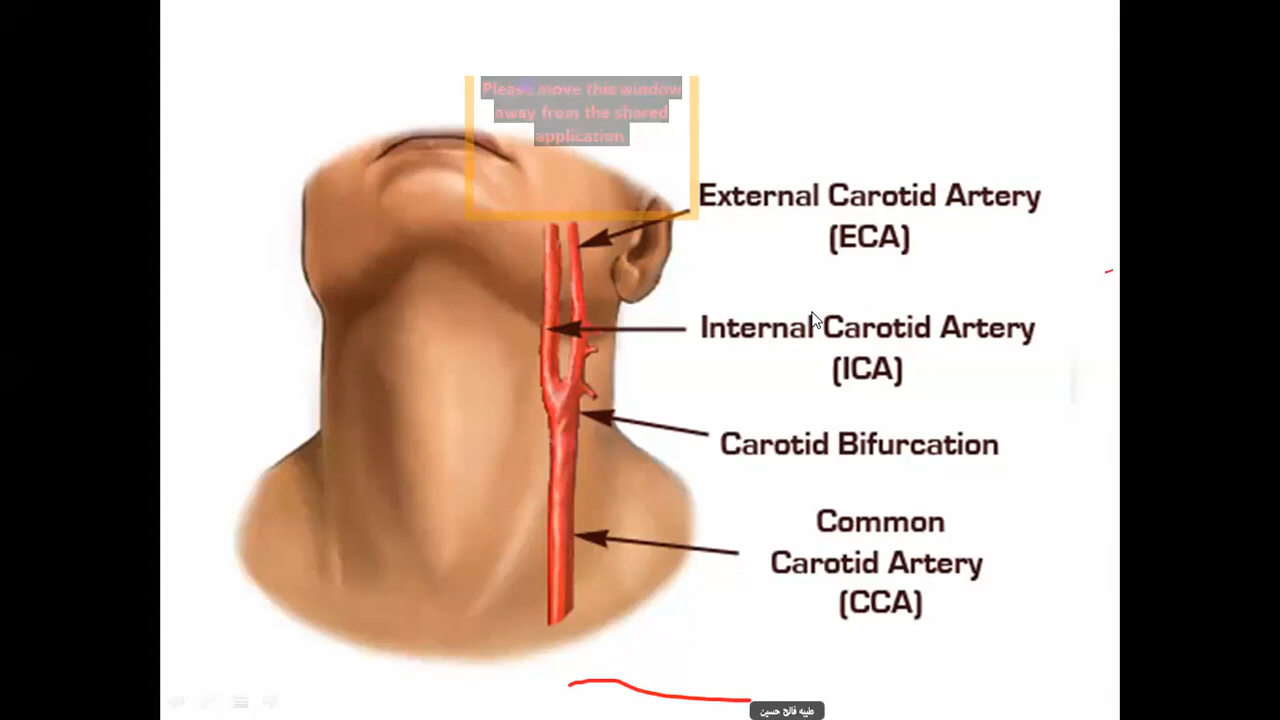 Please move this window
away from the shared
application
External Carotid Artery
(ECA)
Internal Carotid Artery
(ICA)
Carotid Bifurcation
Common
Carotid Artery
(CCA)
طيبه فالح حسين